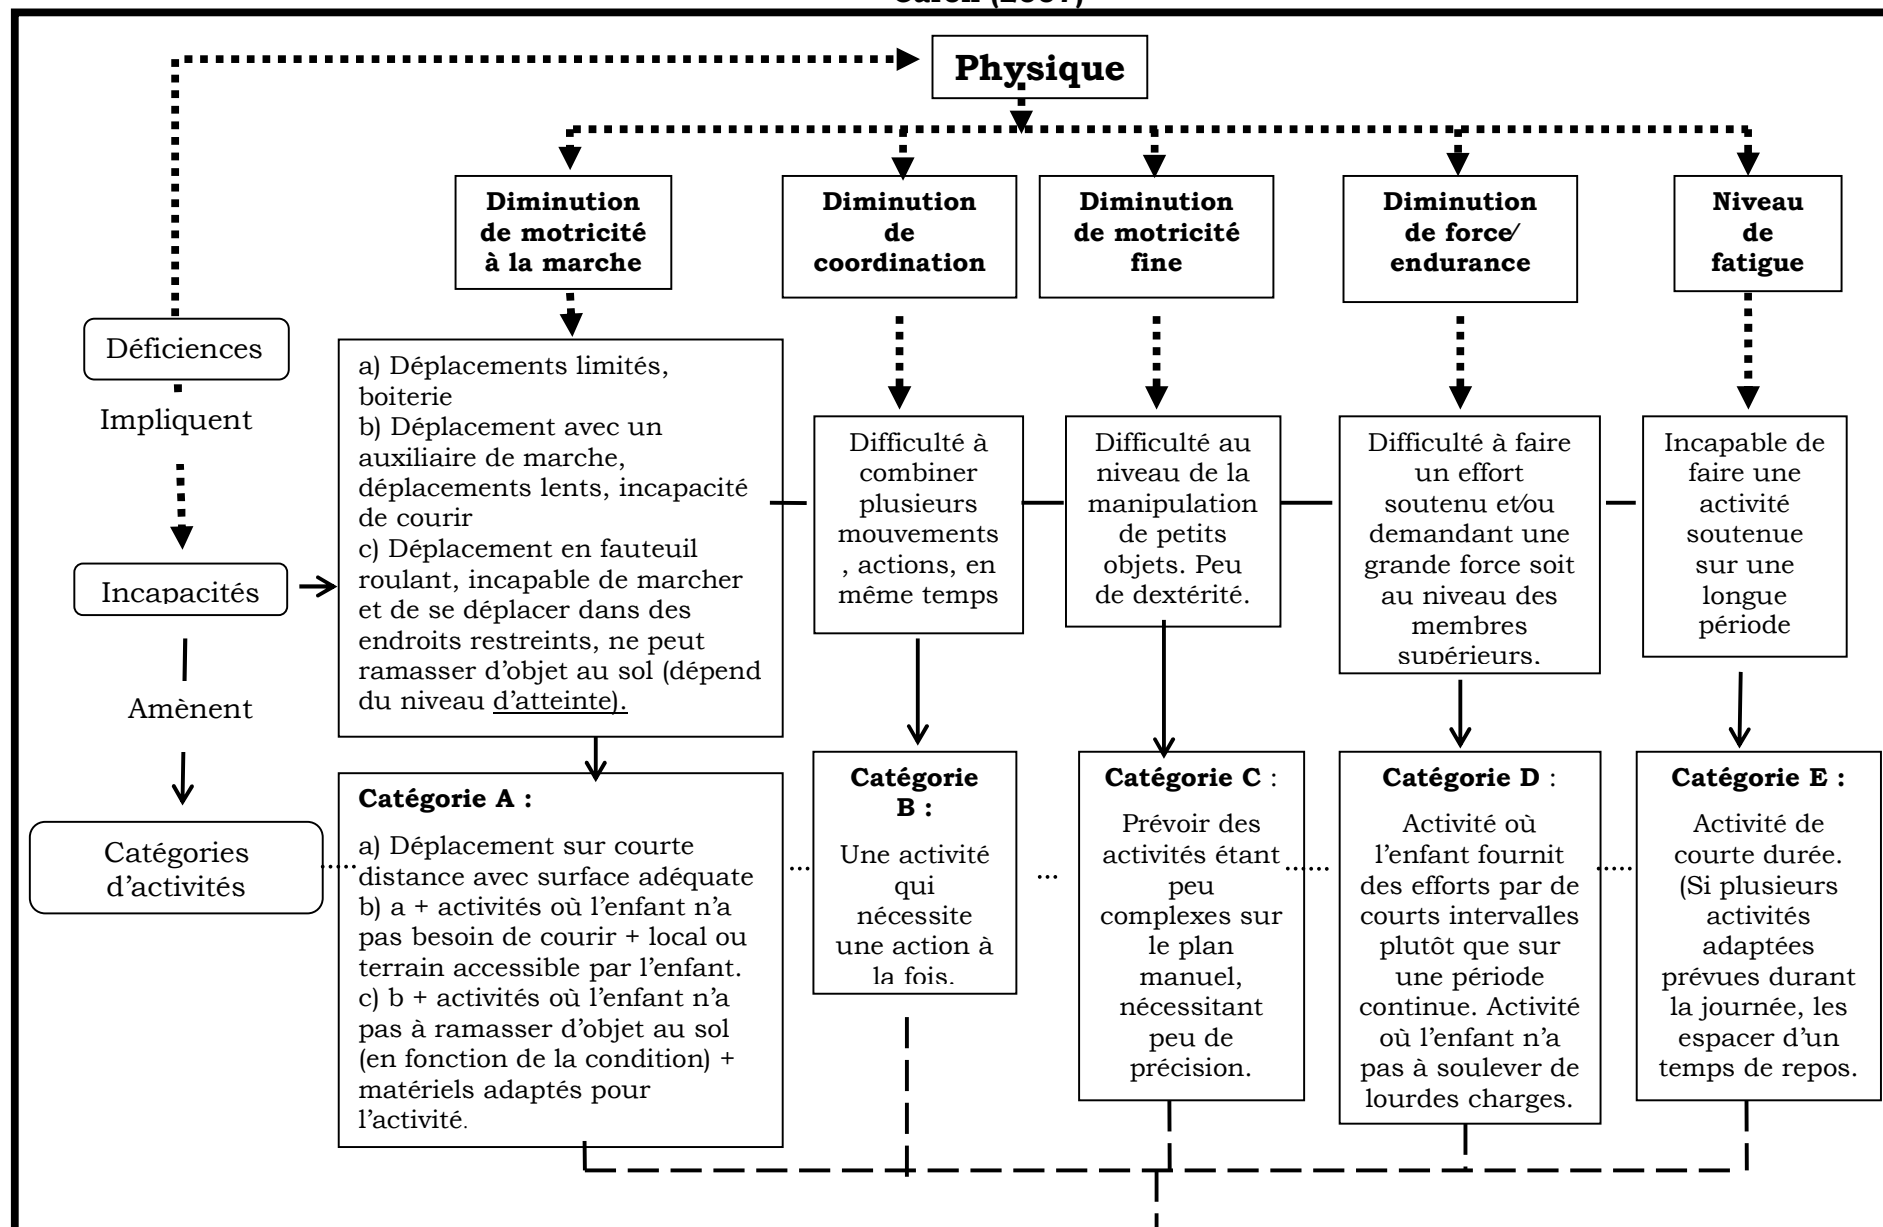 Physique
Diminution
de motricité
à la marche
Diminution
de
coordination
Diminution
de motricité
fine
Diminution
de force/
endurance
Niveau
de
fatigue
Déficiences
Impliquent
Incapacités
Amènent
Catégories
d’activités
a) Déplacements limités,
boiterie
b) Déplacement avec un
auxiliaire de marche,
déplacements lents, incapacité
de courir
c) Déplacement en fauteuil
roulant, incapable de marcher
et de se déplacer dans des
endroits restreints, ne peut
ramasser d’objet au sol (dépend
du niveau d’atteinte).
Difficulté à
combiner
plusieurs
mouvements
, actions, en
même temps
Difficulté au
niveau de la
manipulation
de petits
objets. Peu
de dextérité.
Difficulté à faire
un effort
soutenu et/ou
demandant une
grande force soit
au niveau des
membres
supérieurs.
Incapable de
faire une
activité
soutenue
sur une
longue
période
Catégorie A :
a) Déplacement sur courte
distance avec surface adéquate
b) a + activités où l’enfant n’a
pas besoin de courir + local ou
terrain accessible par l’enfant.
c) b + activités où l’enfant n’a
pas à ramasser d’objet au sol
(en fonction de la condition) +
matériels adaptés pour
l’activité.
Catégorie
B :
Une activité
qui
nécessite
une action à
la fois.
Catégorie C :
Prévoir des
activités étant
peu
complexes sur
le plan
manuel,
nécessitant
peu de
précision.
Catégorie D :
Activité où
l’enfant fournit
des efforts par de
courts intervalles
plutôt que sur
une période
continue. Activité
où l’enfant n’a
pas à soulever de
lourdes charges.
Catégorie E :
Activité de
courte durée.
(Si plusieurs
activités
adaptées
prévues durant
la journée, les
espacer d’un
temps de repos.